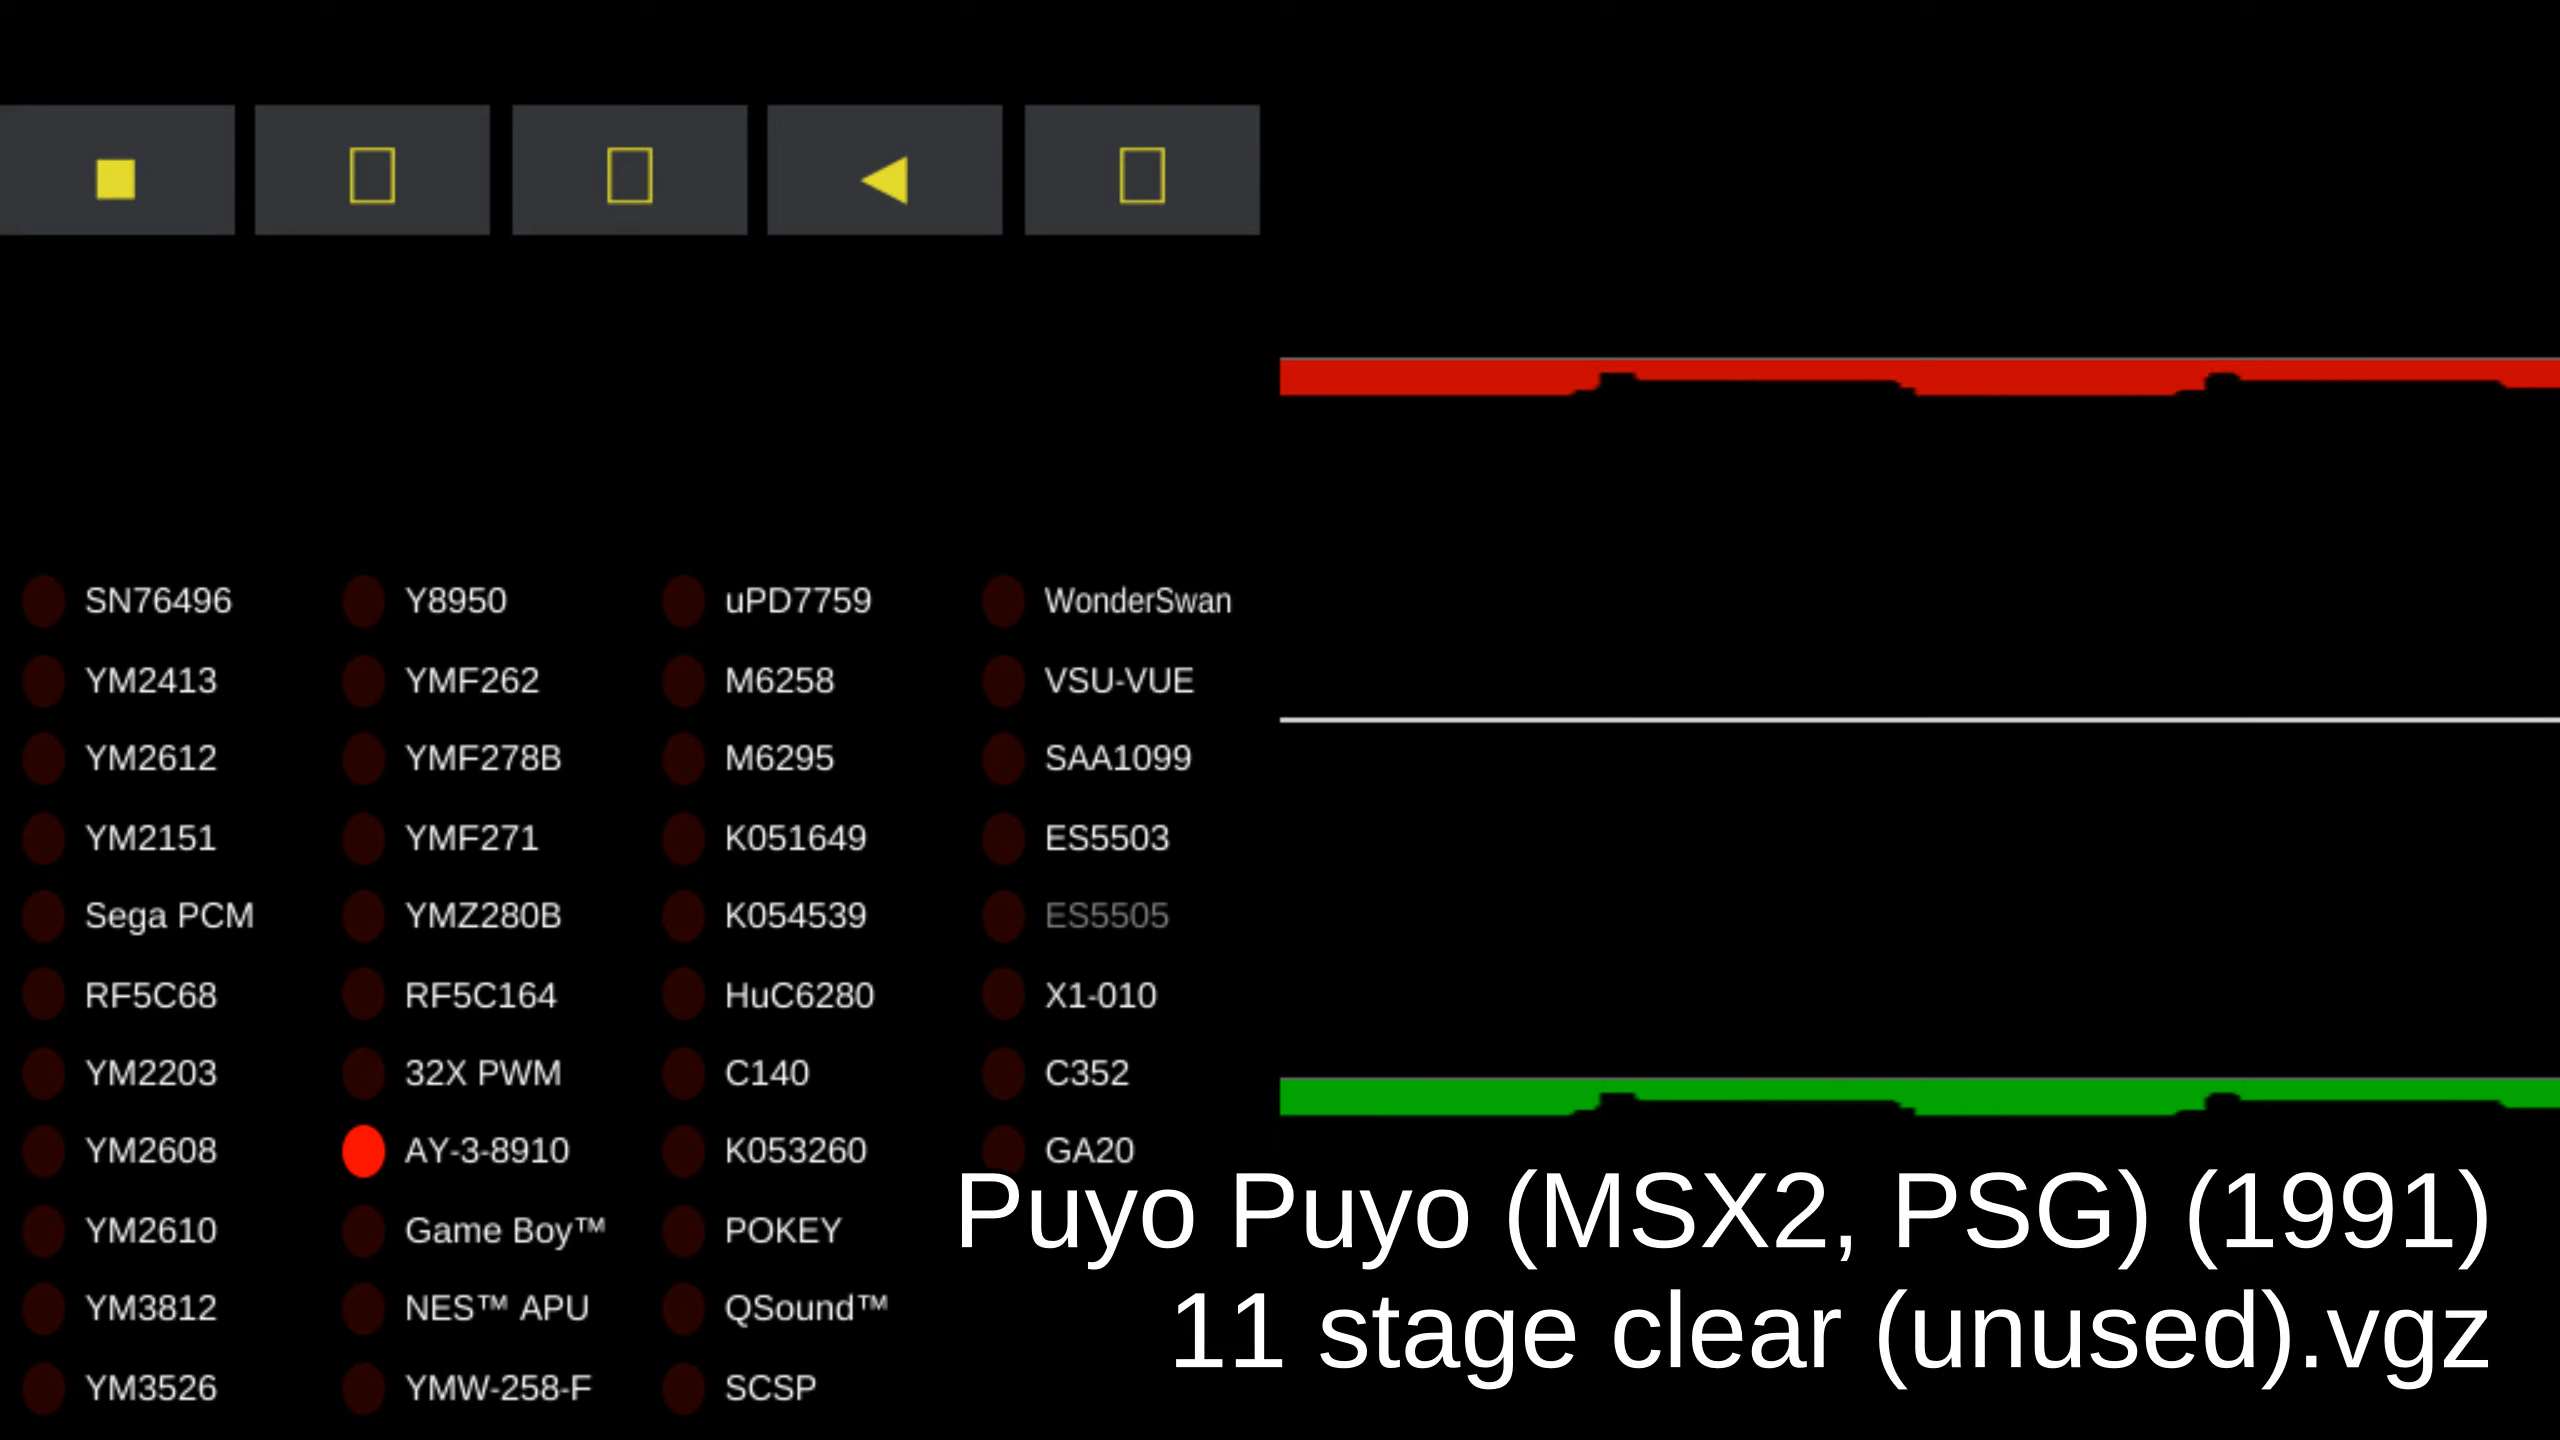 SN76496 Y8950 uPD7759 WonderSwan
YM2413 YMF262 M6258 VSU-VUE
YM2612 YMF278B M6295 SAA1099
YM2151 YMF271 K051649 ES5503
Sega PCM YMZ280B K054539 ES5505
RF5C68 RF5C164 HuC6280 X1-010
YM2203 32X PWM C140 C352
YM2608 AY-3-8910 K053260 GA20
YM2610 Game Boy™ POKEY
YM3812 NES™ APU QSound™
YM3526 YMW-258-F SCSP
Puyo Puyo (MSX2, PSG) (1991)
11 stage clear (unused).vgz